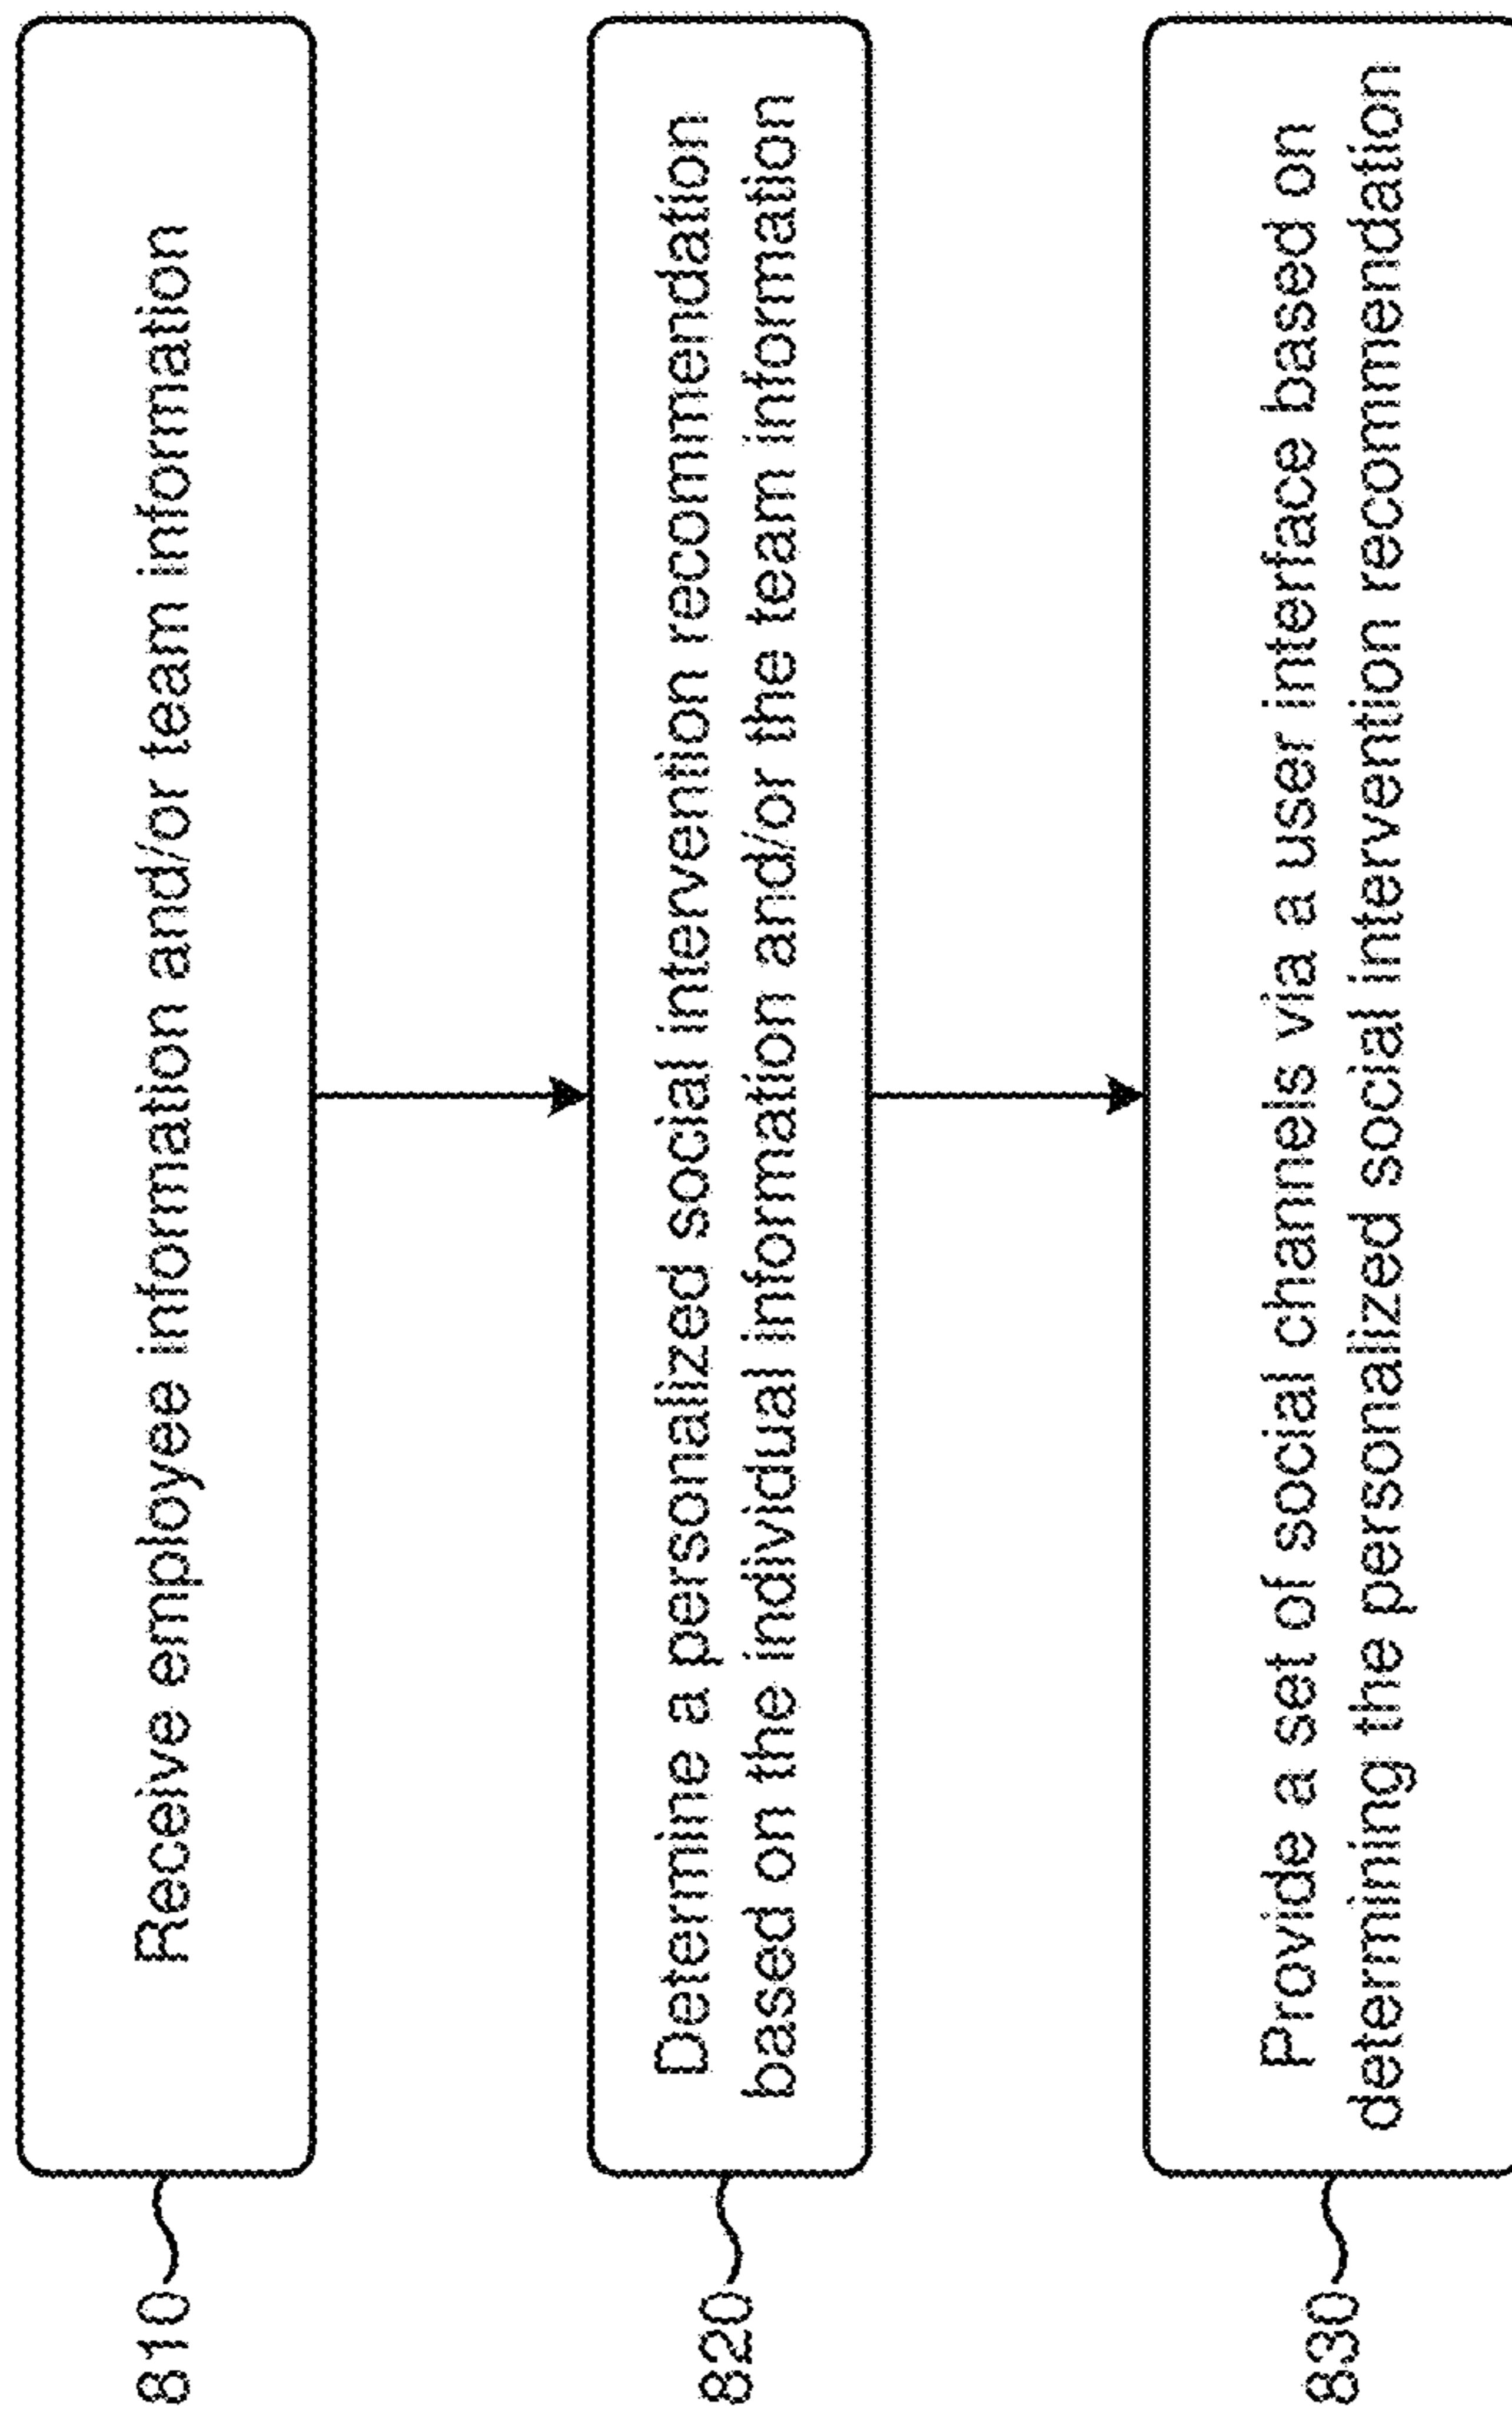 810
Receive employee information and/or team information
820
Determine a personalized social intervention recommendation
based on the individual information and/or the team information
830
Provide a set of social channels via a user interface based on
determining the personalized social intervention recommendation